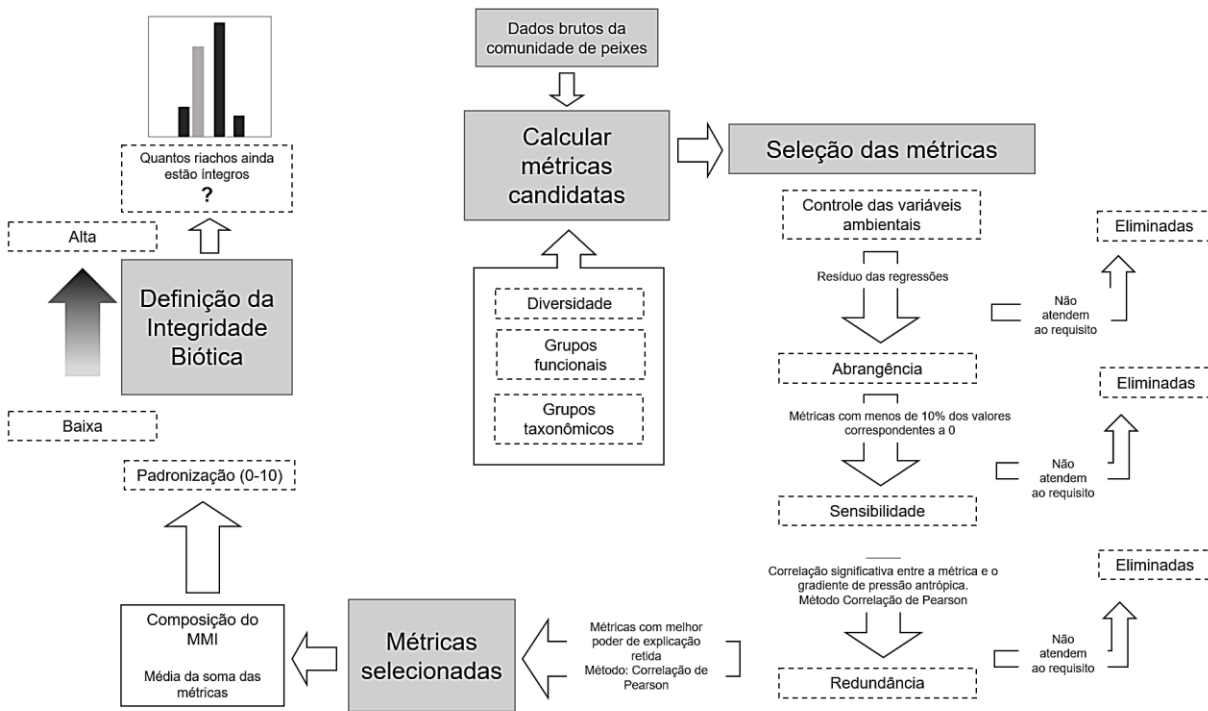 Dados brutos da
comunidade de peixes
Calcular
métricas
candidatas
Diversidade
Grupos
funcionais
Grupos
taxonômicos
Seleção das métricas
Controle das variáveis
ambientais
Resíduo das regressões
Não
atendem
ao requisito
Eliminadas
Abrangência
Métricas com menos de 10% dos valores
correspondentes a 0
Não
atendem
ao requisito
Eliminadas
Sensibilidade
Correlação significativa entre a métrica e o
gradiente de pressão antrópica.
Método Correlação de Pearson
Não
atendem
ao requisito
Eliminadas
Redundância
Métricas com melhor
poder de explicação
retida
Método: Correlação de
Pearson
Métricas
selecionadas
Composição do
MMI
Média da soma das
métricas
Padronização (0-10)
Baixa
Alta
Definição da
Integridade
Biótica
Quantos riachos ainda
estão íntegros
?